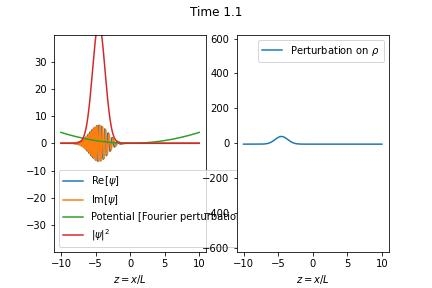 Time 1.1
30
20
10
0
−10
−20
−30
Re[ψ]
Im[ψ]
Potential [Fourier perturbatio
|ψ|²
−10 −5 0 5 10
z = x/L
600
400
200
0
−200
−400
−600
Perturbation on ρ
−10 −5 0 5 10
z = x/L